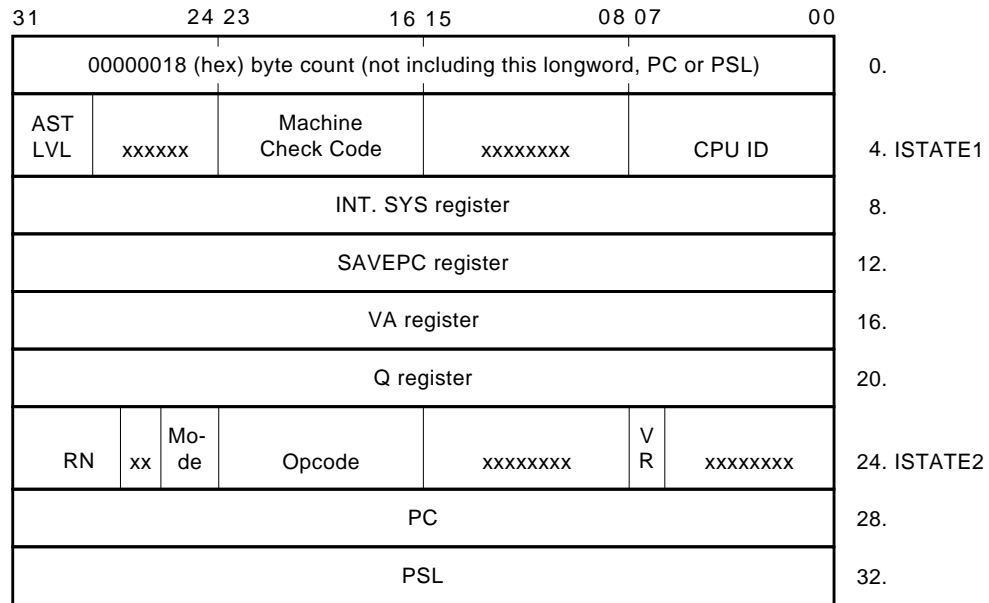 31 24 23 16 15 08 07 00
00000018 (hex) byte count (not including this longword, PC or PSL) 0.
AST Machine
LVL xxxxxx Check Code xxxxxxxx CPU ID 4. ISTATE1
INT. SYS register 8.
SAVEPC register 12.
VA register 16.
Q register 20.
Mo- V
RN xx de Opcode xxxxxxxx R xxxxxxxx 24. ISTATE2
PC 28.
PSL 32.